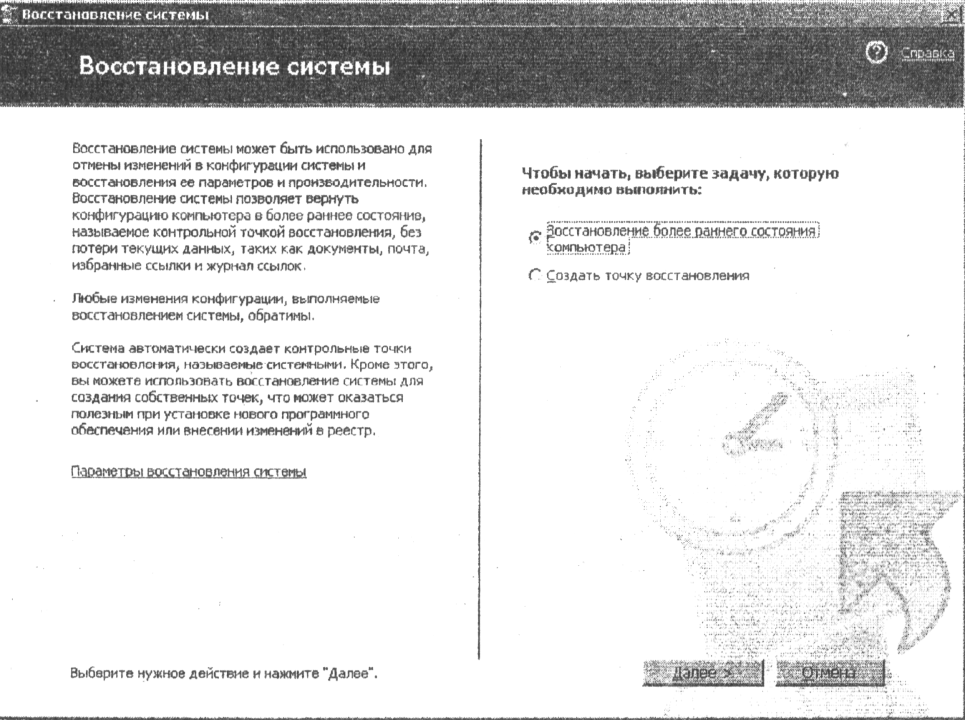 Восстановление системы
Восстановление системы
Справка
Восстановление системы может быть использовано для
отмены изменений в конфигурации системы и
восстановления ее параметров и производительности.
Восстановление системы позволяет вернуть
конфигурацию компьютера в более раннее состояние,
называемое контрольной точкой восстановления, без
потери текущих данных, таких как документы, почта,
избранные ссылки и журнал ссылок.
Любые изменения конфигурации, выполняемые
восстановлением системы, обратимы.
Система автоматически создает контрольные точки
восстановления, называемые системными. Кроме этого,
вы можете использовать восстановление системы для
создания собственных точек, что может оказаться
полезным при установке нового программного
обеспечения или внесении изменений в реестр.
Параметры восстановления системы
Чтобы начать, выберите задачу, которую
необходимо выполнить:
Восстановление более раннего состояния
компьютера
Создать точку восстановления
Выберите нужное действие и нажмите "Далее".
Далее >
Отмена